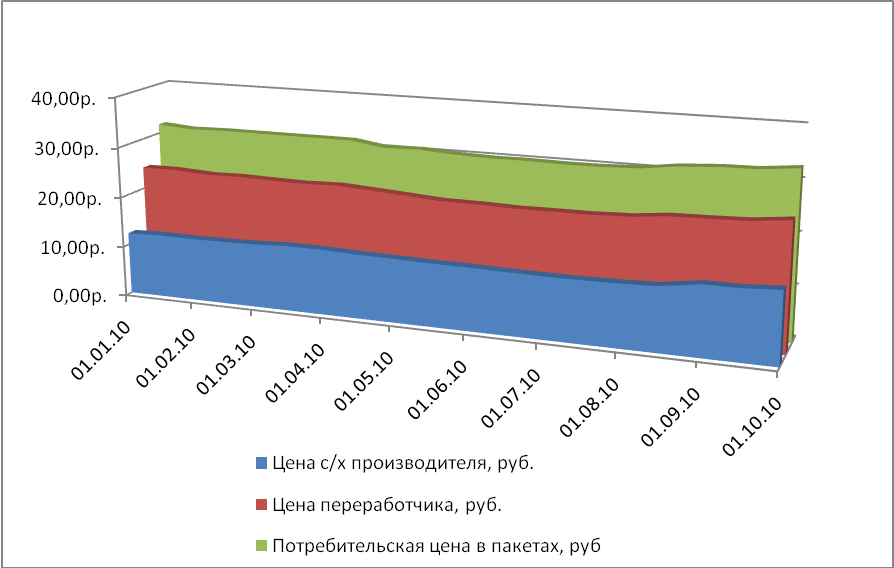 40,00р.
30,00р.
20,00р.
10,00р.
0,00р.
01.01.10
01.02.10
01.03.10
01.04.10
01.05.10
01.06.10
01.07.10
01.08.10
01.09.10
01.10.10
Цена с/х производителя, руб.
Цена переработчика, руб.
Потребительская цена в пакетах, руб